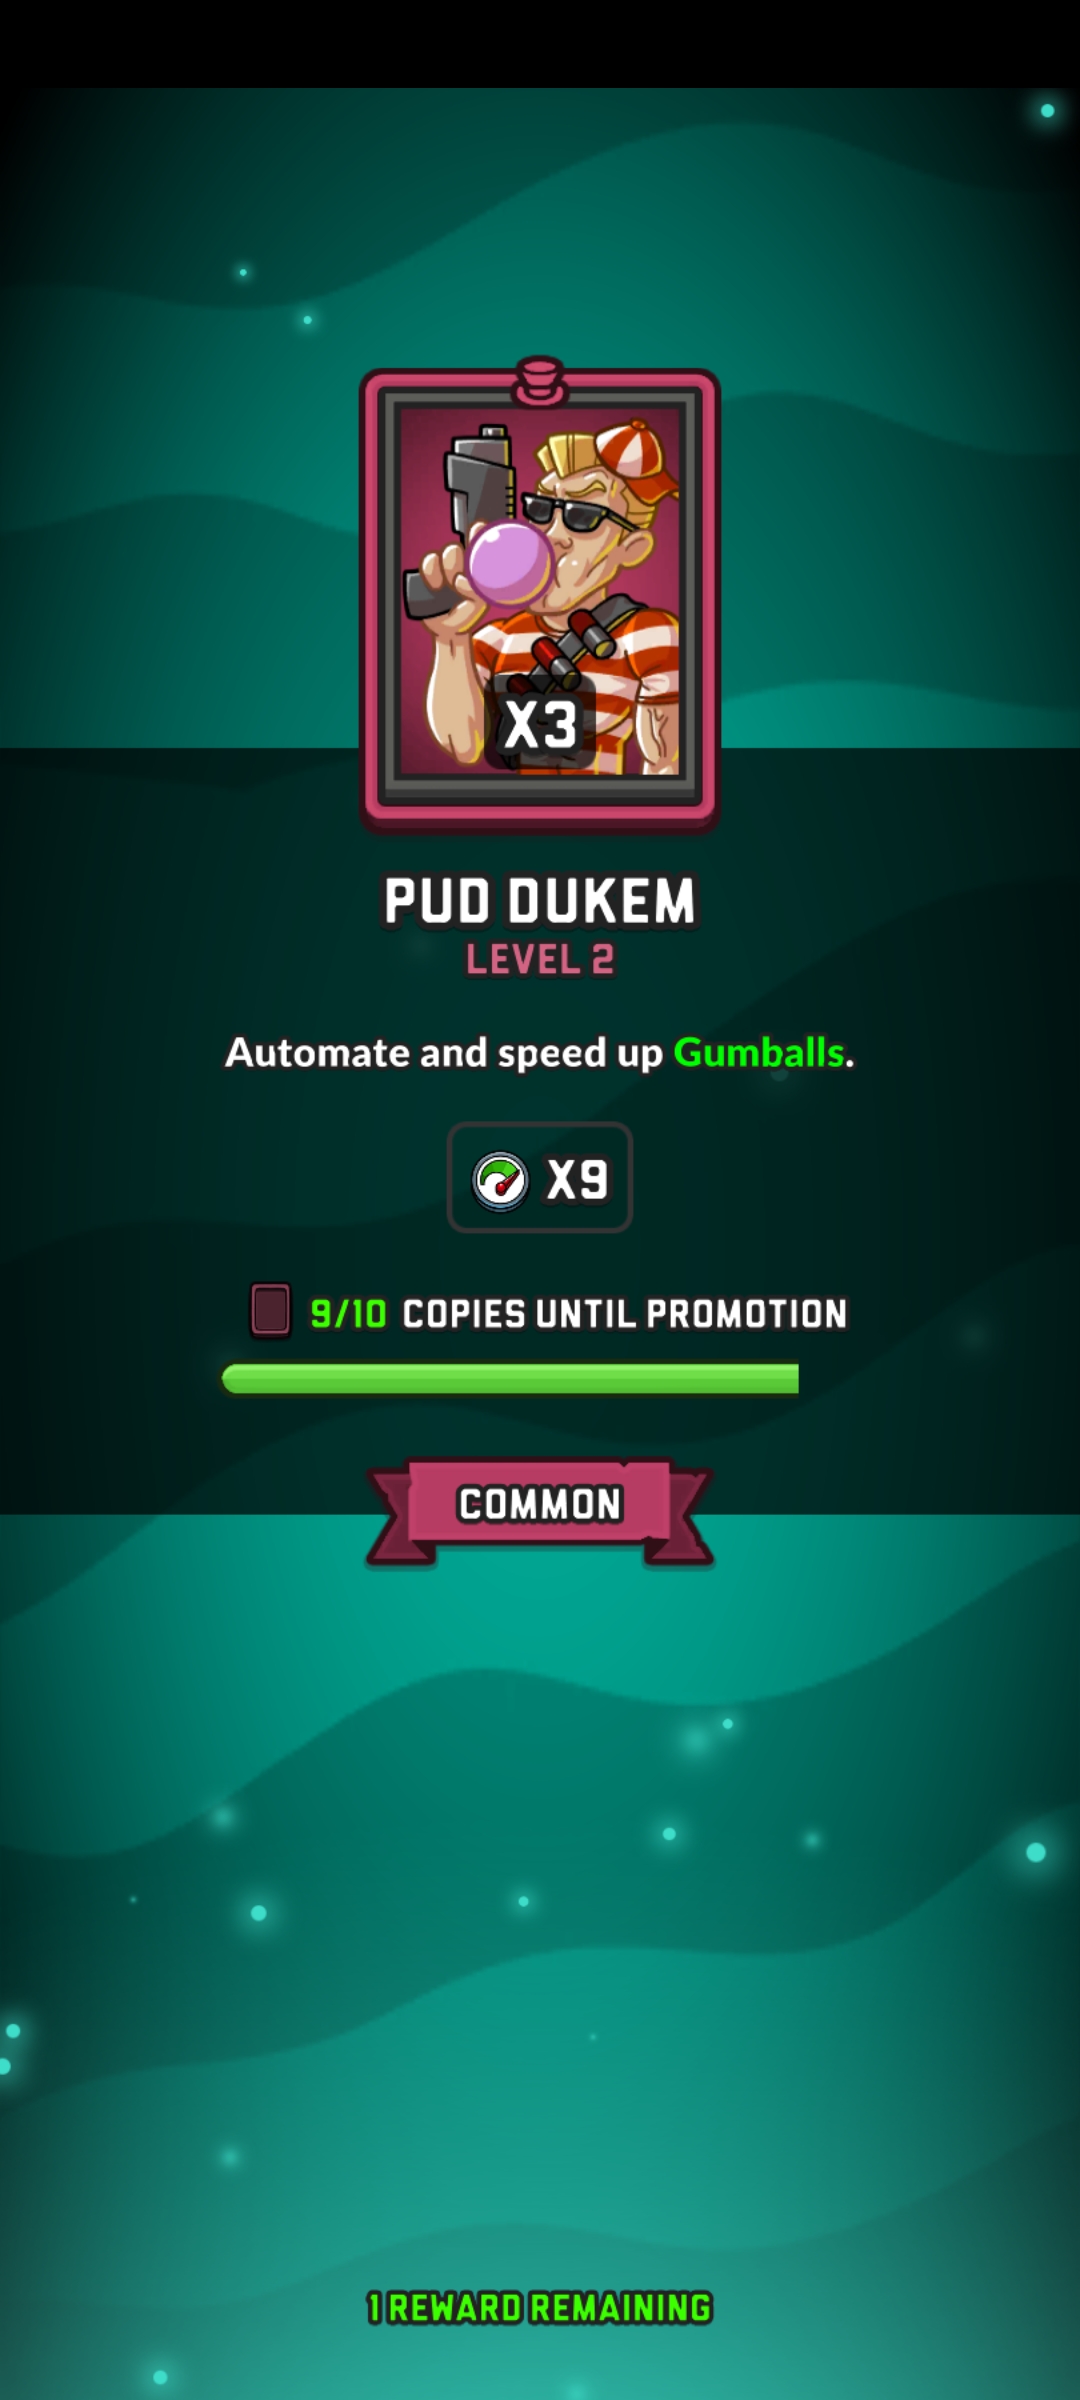 X3
PUD DUKEM
LEVEL 2
Automate and speed up Gumballs.
X9
9/10 COPIES UNTIL PROMOTION
COMMON
1 REWARD REMAINING